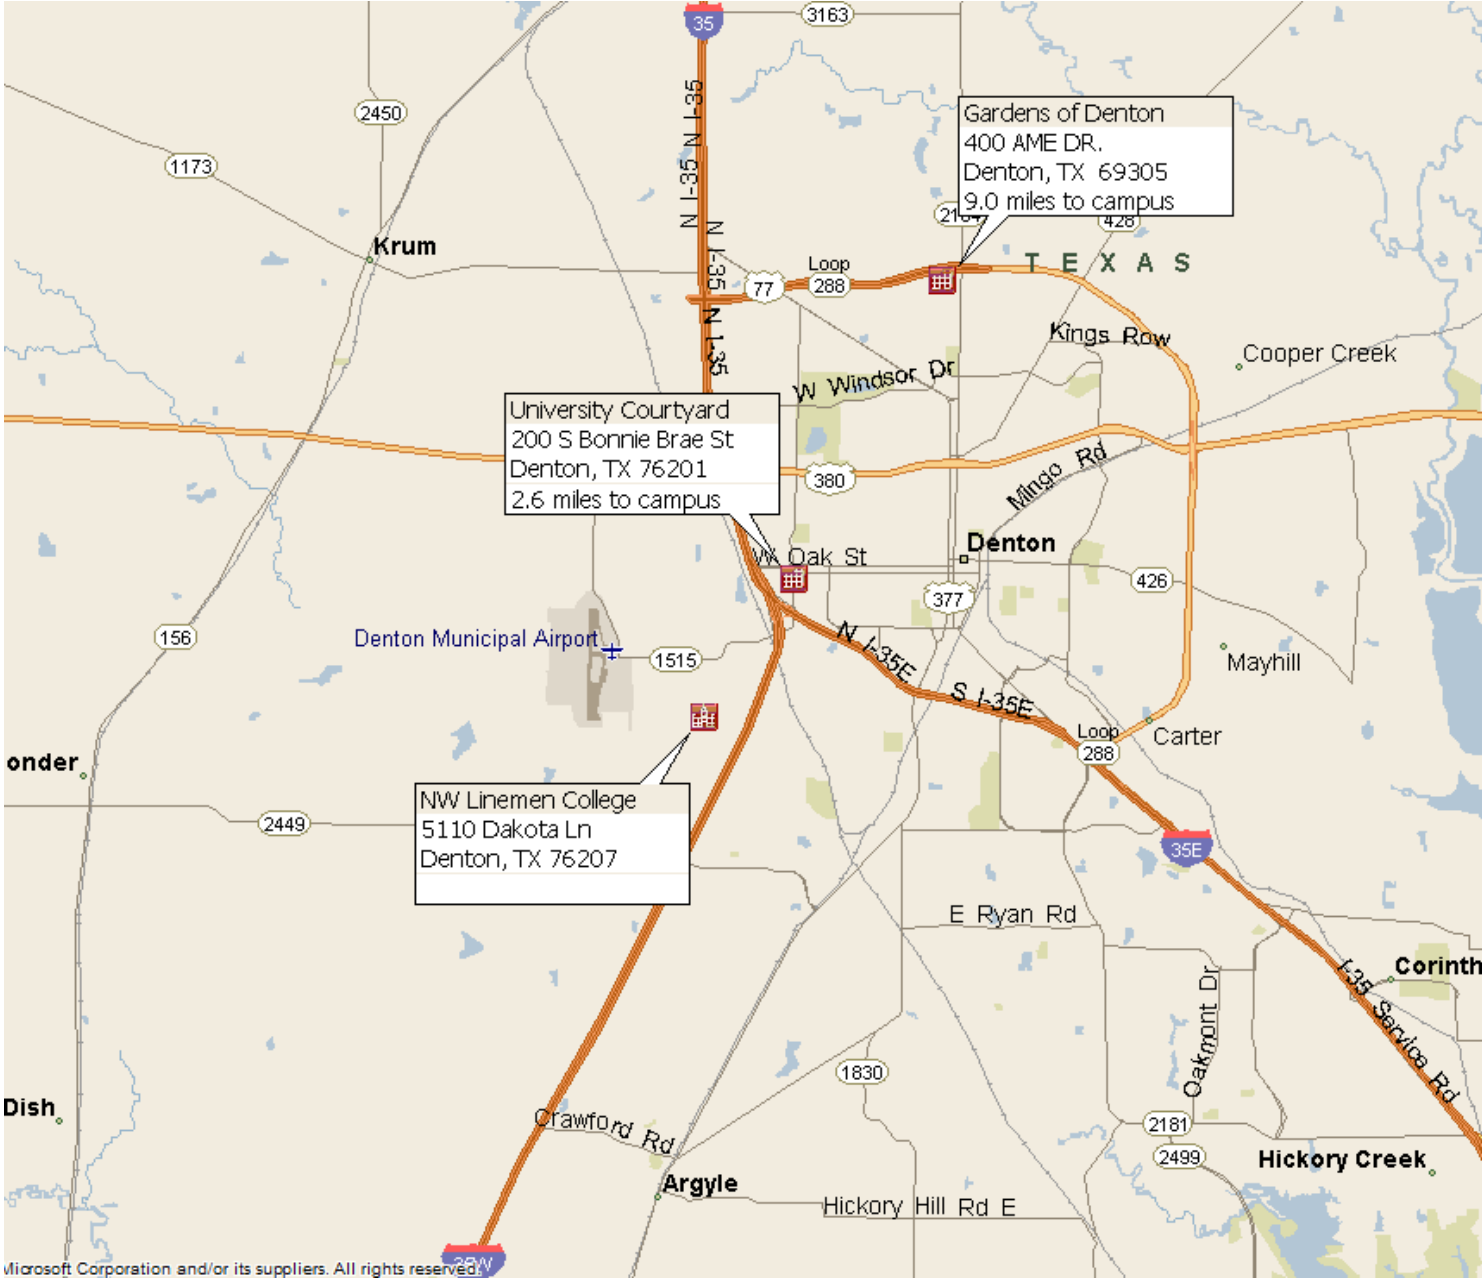 35
3163
2450
1173
Krum
N I-35 N I-35
N I-35 N I-35
Gardens of Denton
400 AME DR.
Denton, TX 69305
9.0 miles to campus
428
TEXAS
Loop
288
77
Kings Row
Cooper Creek
W Windsor Dr
University Courtyard
200 S Bonnie Brae St
Denton, TX 76201
2.6 miles to campus
380
Mingo Rd
W Oak St
Denton
426
377
156
Denton Municipal Airport
1515
N I-35E
S I-35E
Mayhill
Loop
288
Carter
onder
2449
NW Linemen College
5110 Dakota Ln
Denton, TX 76207
35E
E Ryan Rd
Oakmont Dr
I-35 Service Rd
Corinth
1830
Dish
Crawford Rd
2181
2499
Hickory Creek
Argyle
Hickory Hill Rd E
35W
Microsoft Corporation and/or its suppliers. All rights reserved.